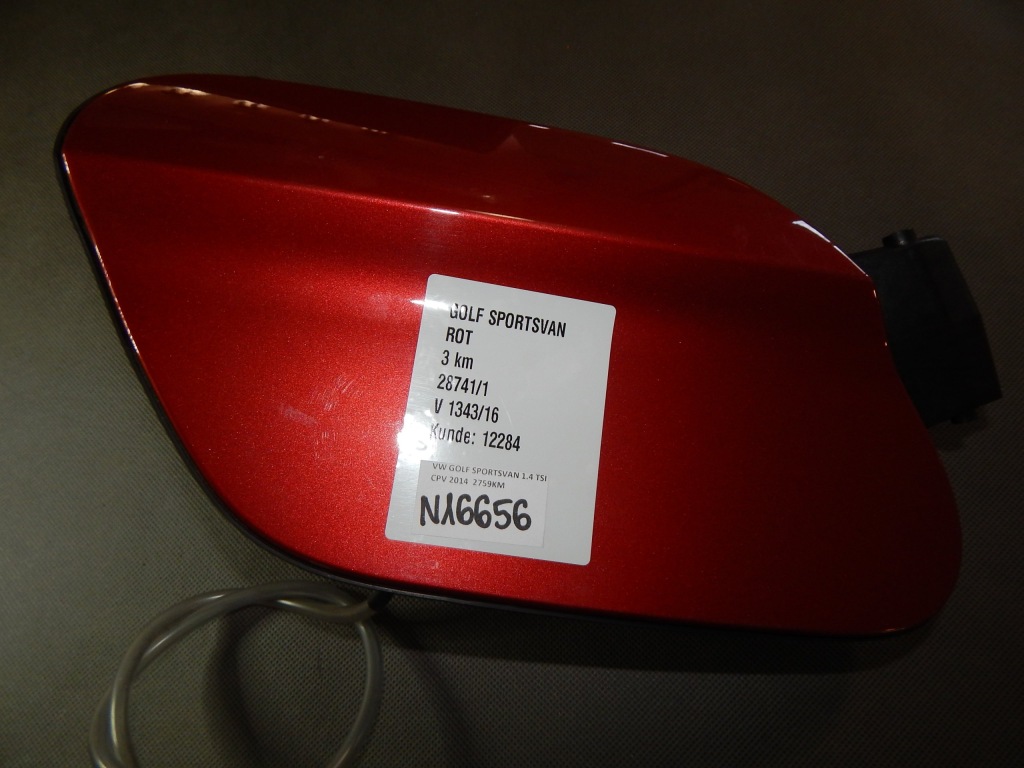 GOLF SPORTSVAN
ROT
3 km
28741/1
V 1343/16
Kunde: 12284
VW GOLF SPORTSVAN 1.4 TSI
CPV 2014 2759KM
N16656